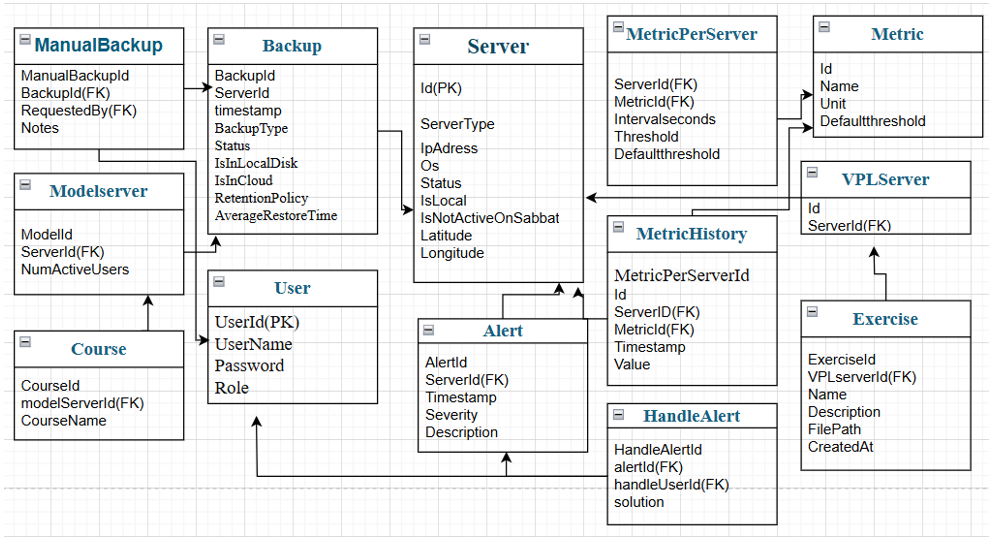 ManualBackup
ManualBackupId
BackupId(FK)
RequestedBy(FK)
Notes
Backup
BackupId
ServerId
timestamp
BackupType
Status
IsInLocalDisk
IsInCloud
RetentionPolicy
AverageRestoreTime
Server
Id(PK)
ServerType
IpAdress
Os
Status
IsLocal
IsNotActiveOnSabbat
Latitude
Longitude
MetricPerServer
ServerId(FK)
MetricId(FK)
Intervalseconds
Threshold
Defaultthreshold
Metric
Id
Name
Unit
Defaultthreshold
Modelserver
ModelId
ServerId(FK)
NumActiveUsers
VPLServer
Id
ServerId(FK)
MetricHistory
MetricPerServerId
Id
ServerID(FK)
MetricId(FK)
Timestamp
Value
User
UserId(PK)
UserName
Password
Role
Course
CourseId
modelServerId(FK)
CourseName
Alert
AlertId
ServerId(FK)
Timestamp
Severity
Description
Exercise
ExerciseId
VPLserverId(FK)
Name
Description
FilePath
CreatedAt
HandleAlert
HandleAlertId
alertId(FK)
handleUserId(FK)
solution